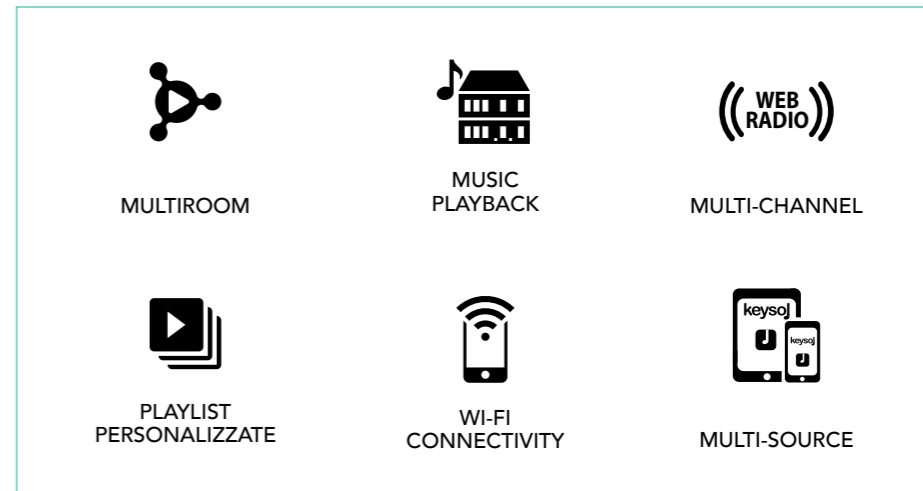 WEB
RADIO
MULTIROOM
MUSIC
PLAYBACK
MULTI-CHANNEL
keysoJ
keysoJ
PLAYLIST
PERSONALIZZATE
WI-FI
CONNECTIVITY
MULTI-SOURCE